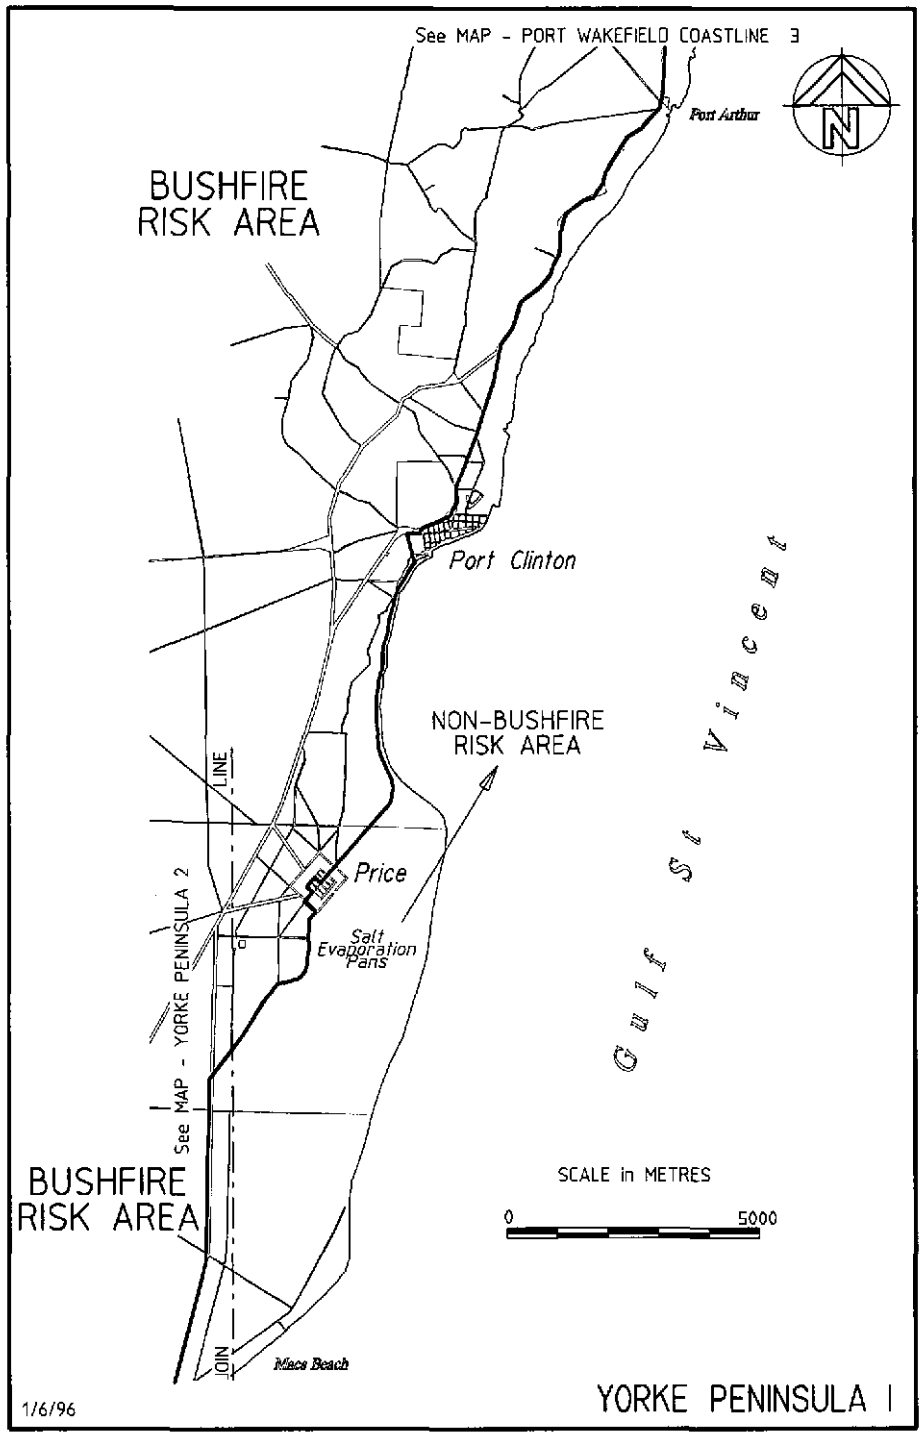 See MAP - PORT WAKEFIELD COASTLINE 3
Port Arthur
N
BUSHFIRE
RISK AREA
Port Clinton
NON-BUSHFIRE
RISK AREA
Gulf St Vincent
LINE
Price
Salt
Evaporation
Pans
See MAP - YORKE PENINSULA 2
BUSHFIRE
RISK AREA
SCALE in METRES
0 5000
JOIN
Macs Beach
1/6/96
YORKE PENINSULA 1